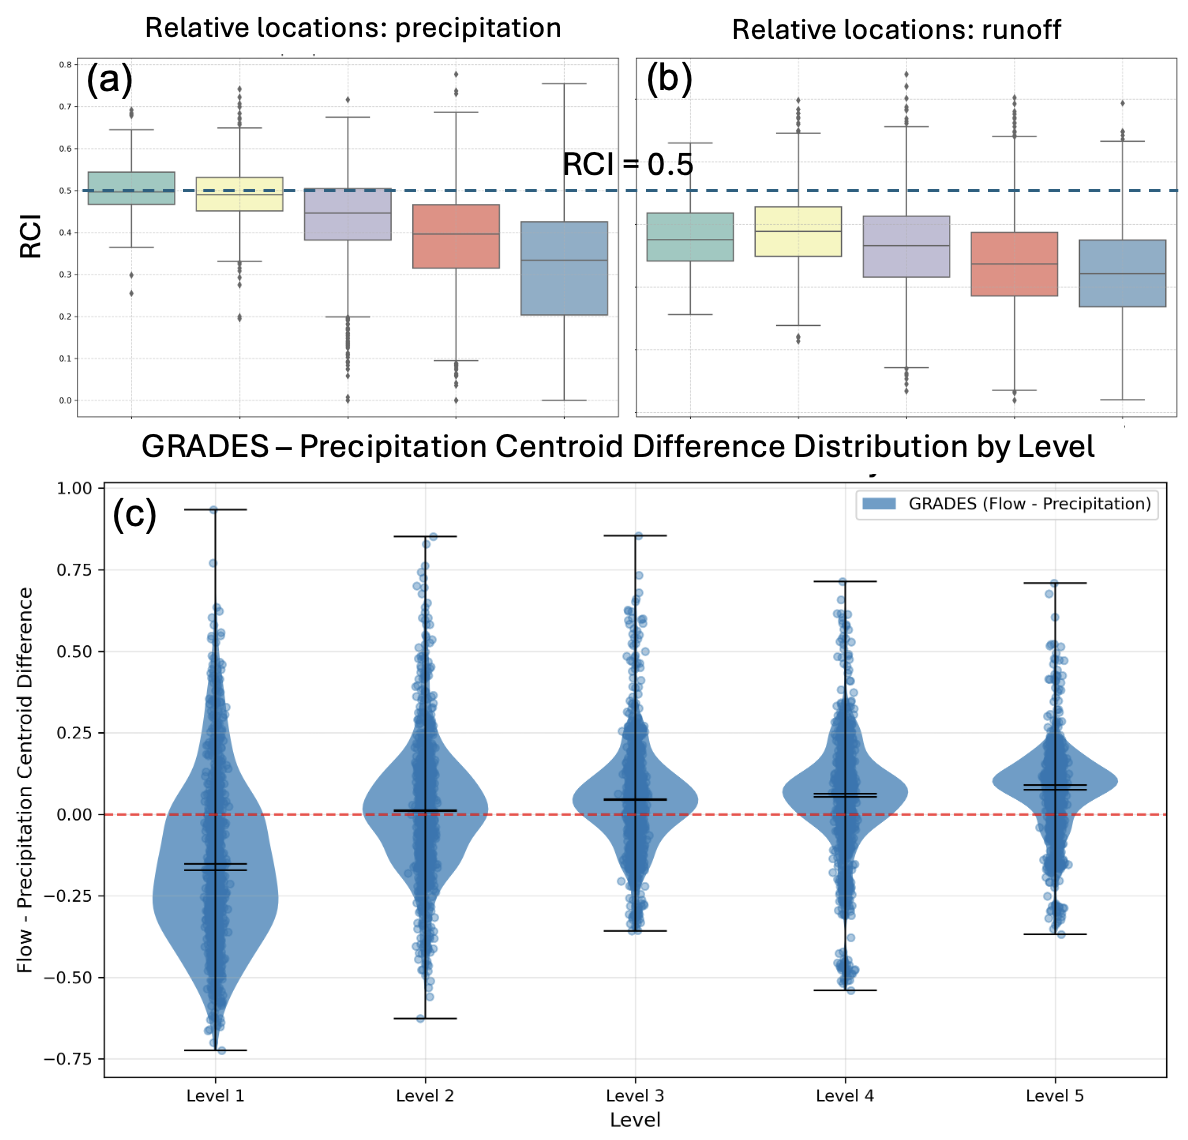 Relative locations: precipitation
Relative locations: runoff
(a)
(b)
0.8
0.7
0.6
0.5
0.4
0.3
0.2
0.1
0.0
RCI
RCI = 0.5
GRADES – Precipitation Centroid Difference Distribution by Level
(c)
GRADES (Flow - Precipitation)
1.00
0.75
0.50
0.25
0.00
−0.25
−0.50
−0.75
Flow - Precipitation Centroid Difference
Level 1
Level 2
Level 3
Level 4
Level 5
Level